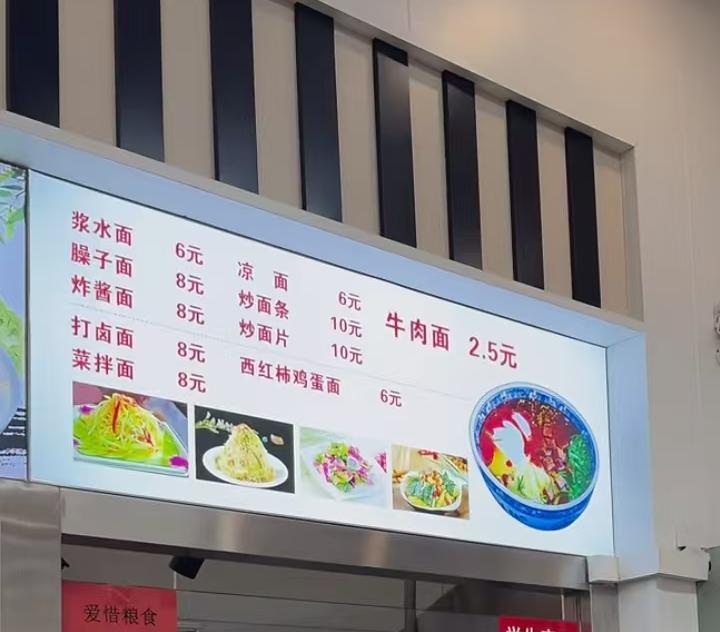 浆水面 6元
臊子面 8元
炸酱面 8元
打卤面 8元
菜拌面 8元
凉 面 6元
炒面条 10元
炒面片 10元
西红柿鸡蛋面 6元
牛肉面 2.5元
爱惜粮食